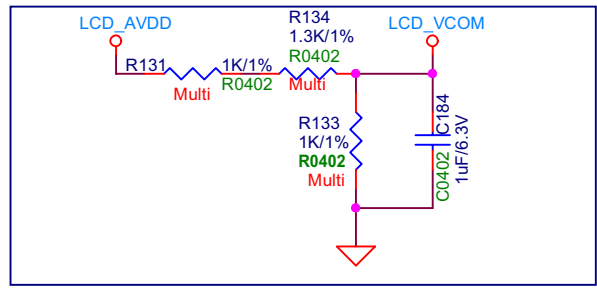 LCD_AVDD
R134
LCD_VCOM
1.3K/1%
R131
1K/1%
R0402
R0402
Multi
Multi
R133
1K/1%
R0402
Multi
C184
1uF/6.3V
C0402